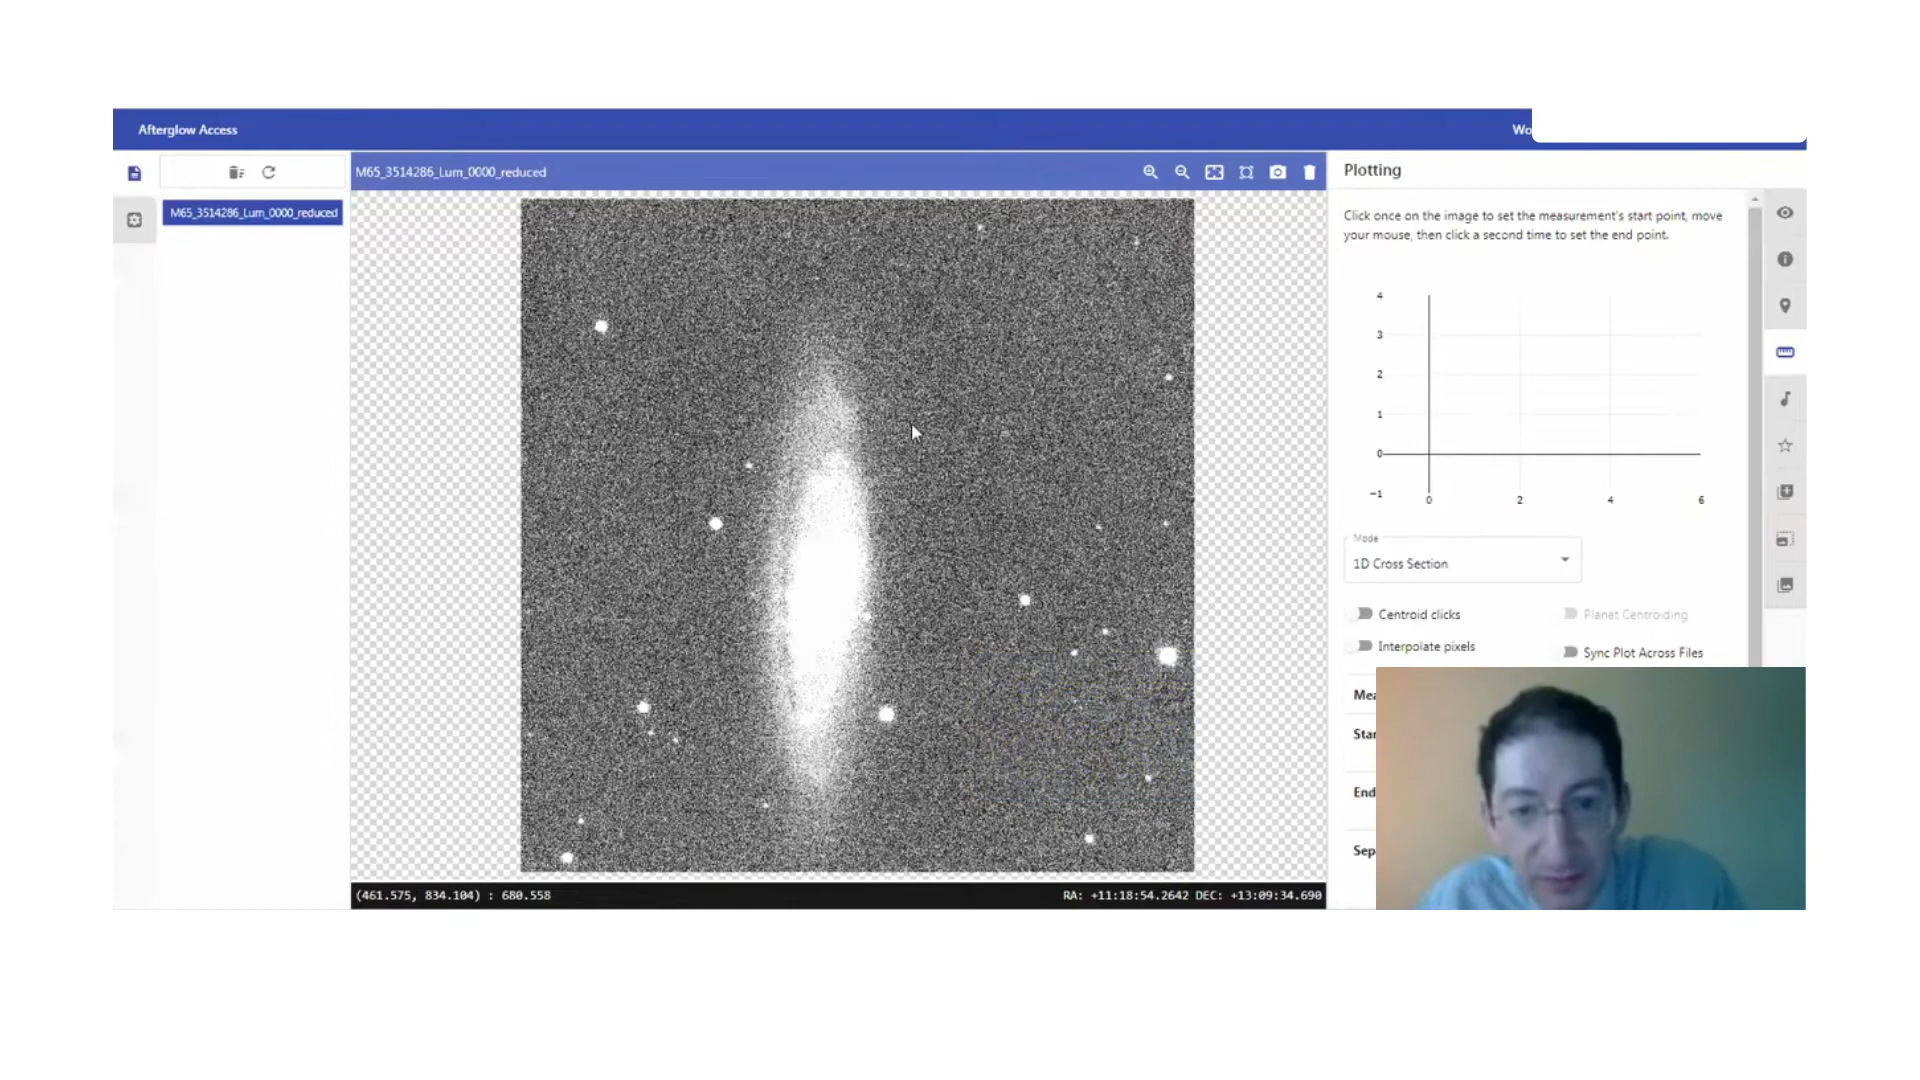 Afterglow Access
M65_3514286_Lum_0000_reduced
M65_3514286_Lum_0000_reduced
Plotting
Click once on the image to set the measurement's start point, move
your mouse, then click a second time to set the end point.
4
3
2
1
0
−1
0
2
4
6
Mode
1D Cross Section
Centroid clicks
Planet Centroiding
Interpolate pixels
Sync Plot Across Files
End
(461.575, 834.104) : 680.558
RA: +11:18:54.2642 DEC: +13:09:34.690